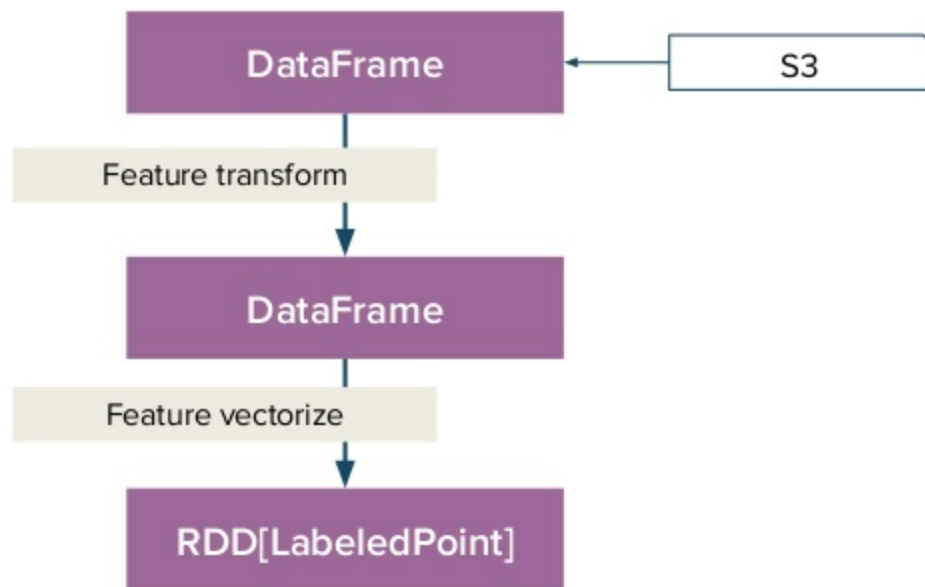 DataFrame
S3
Feature transform
DataFrame
Feature vectorize
RDD[LabeledPoint]